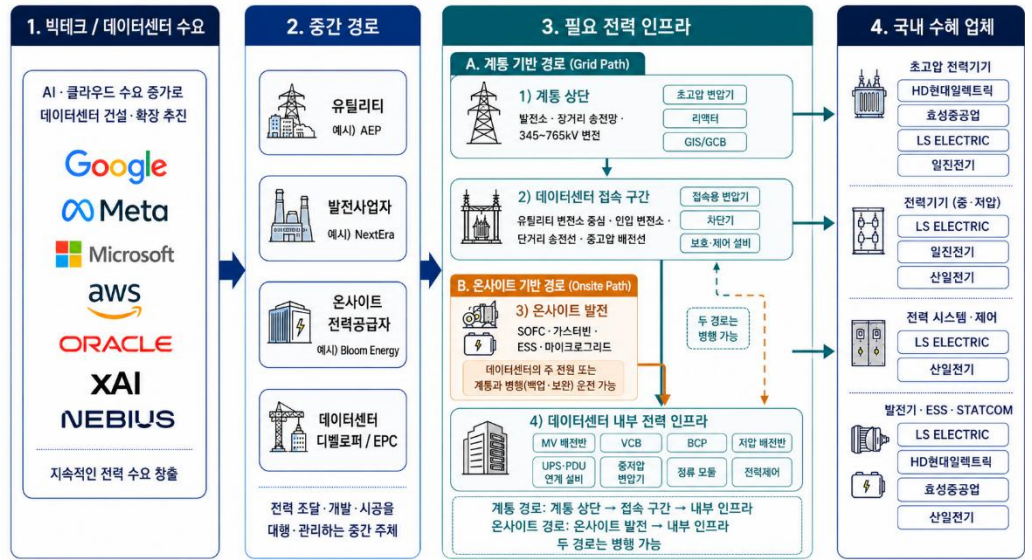 1. 빅테크 / 데이터센터 수요
AI · 클라우드 수요 증가로
데이터센터 건설·확장 추진
Google
Meta
Microsoft
aws
ORACLE
xAI
NEBIUS
지속적인 전력 수요 창출
2. 중간 경로
유틸리티
예시) AEP
발전사업자
예시) NextEra
온사이트
전력공급자
예시) Bloom Energy
데이터센터
디벨로퍼 / EPC
전력 조달·개발·시공을
대행·관리하는 중간 주체
3. 필요 전력 인프라
A. 계통 기반 경로 (Grid Path)
1) 계통 상단
발전소·장거리 송전망·
345~765kV 변전
초고압 변압기
리액터
GIS/GCB
2) 데이터센터 접속 구간
유틸리티 변전소 중심·인입 변전소·
단거리 송전선·중고압 배전선
접속용 변압기
차단기
보호·제어 설비
B. 온사이트 기반 경로 (Onsite Path)
3) 온사이트 발전
SOFC·가스터빈·
ESS·마이크로그리드
데이터센터의 주 전원 또는
계통과 병행(백업·보완) 운전 가능
두 경로는
병행 가능
4) 데이터센터 내부 전력 인프라
MV 배전반
VCB
BCP
저압 배전반
UPS·PDU
연계 설비
중저압
변압기
정류 모듈
전력제어
계통 경로: 계통 상단 → 접속 구간 → 내부 인프라
온사이트 경로: 온사이트 발전 → 내부 인프라
두 경로는 병행 가능
4. 국내 수혜 업체
초고압 전력기기
HD현대일렉트릭
효성중공업
LS ELECTRIC
일진전기
전력기기 (중·저압)
LS ELECTRIC
일진전기
산일전기
전력 시스템·제어
LS ELECTRIC
산일전기
발전기·ESS·STATCOM
LS ELECTRIC
HD현대일렉트릭
효성중공업
산일전기